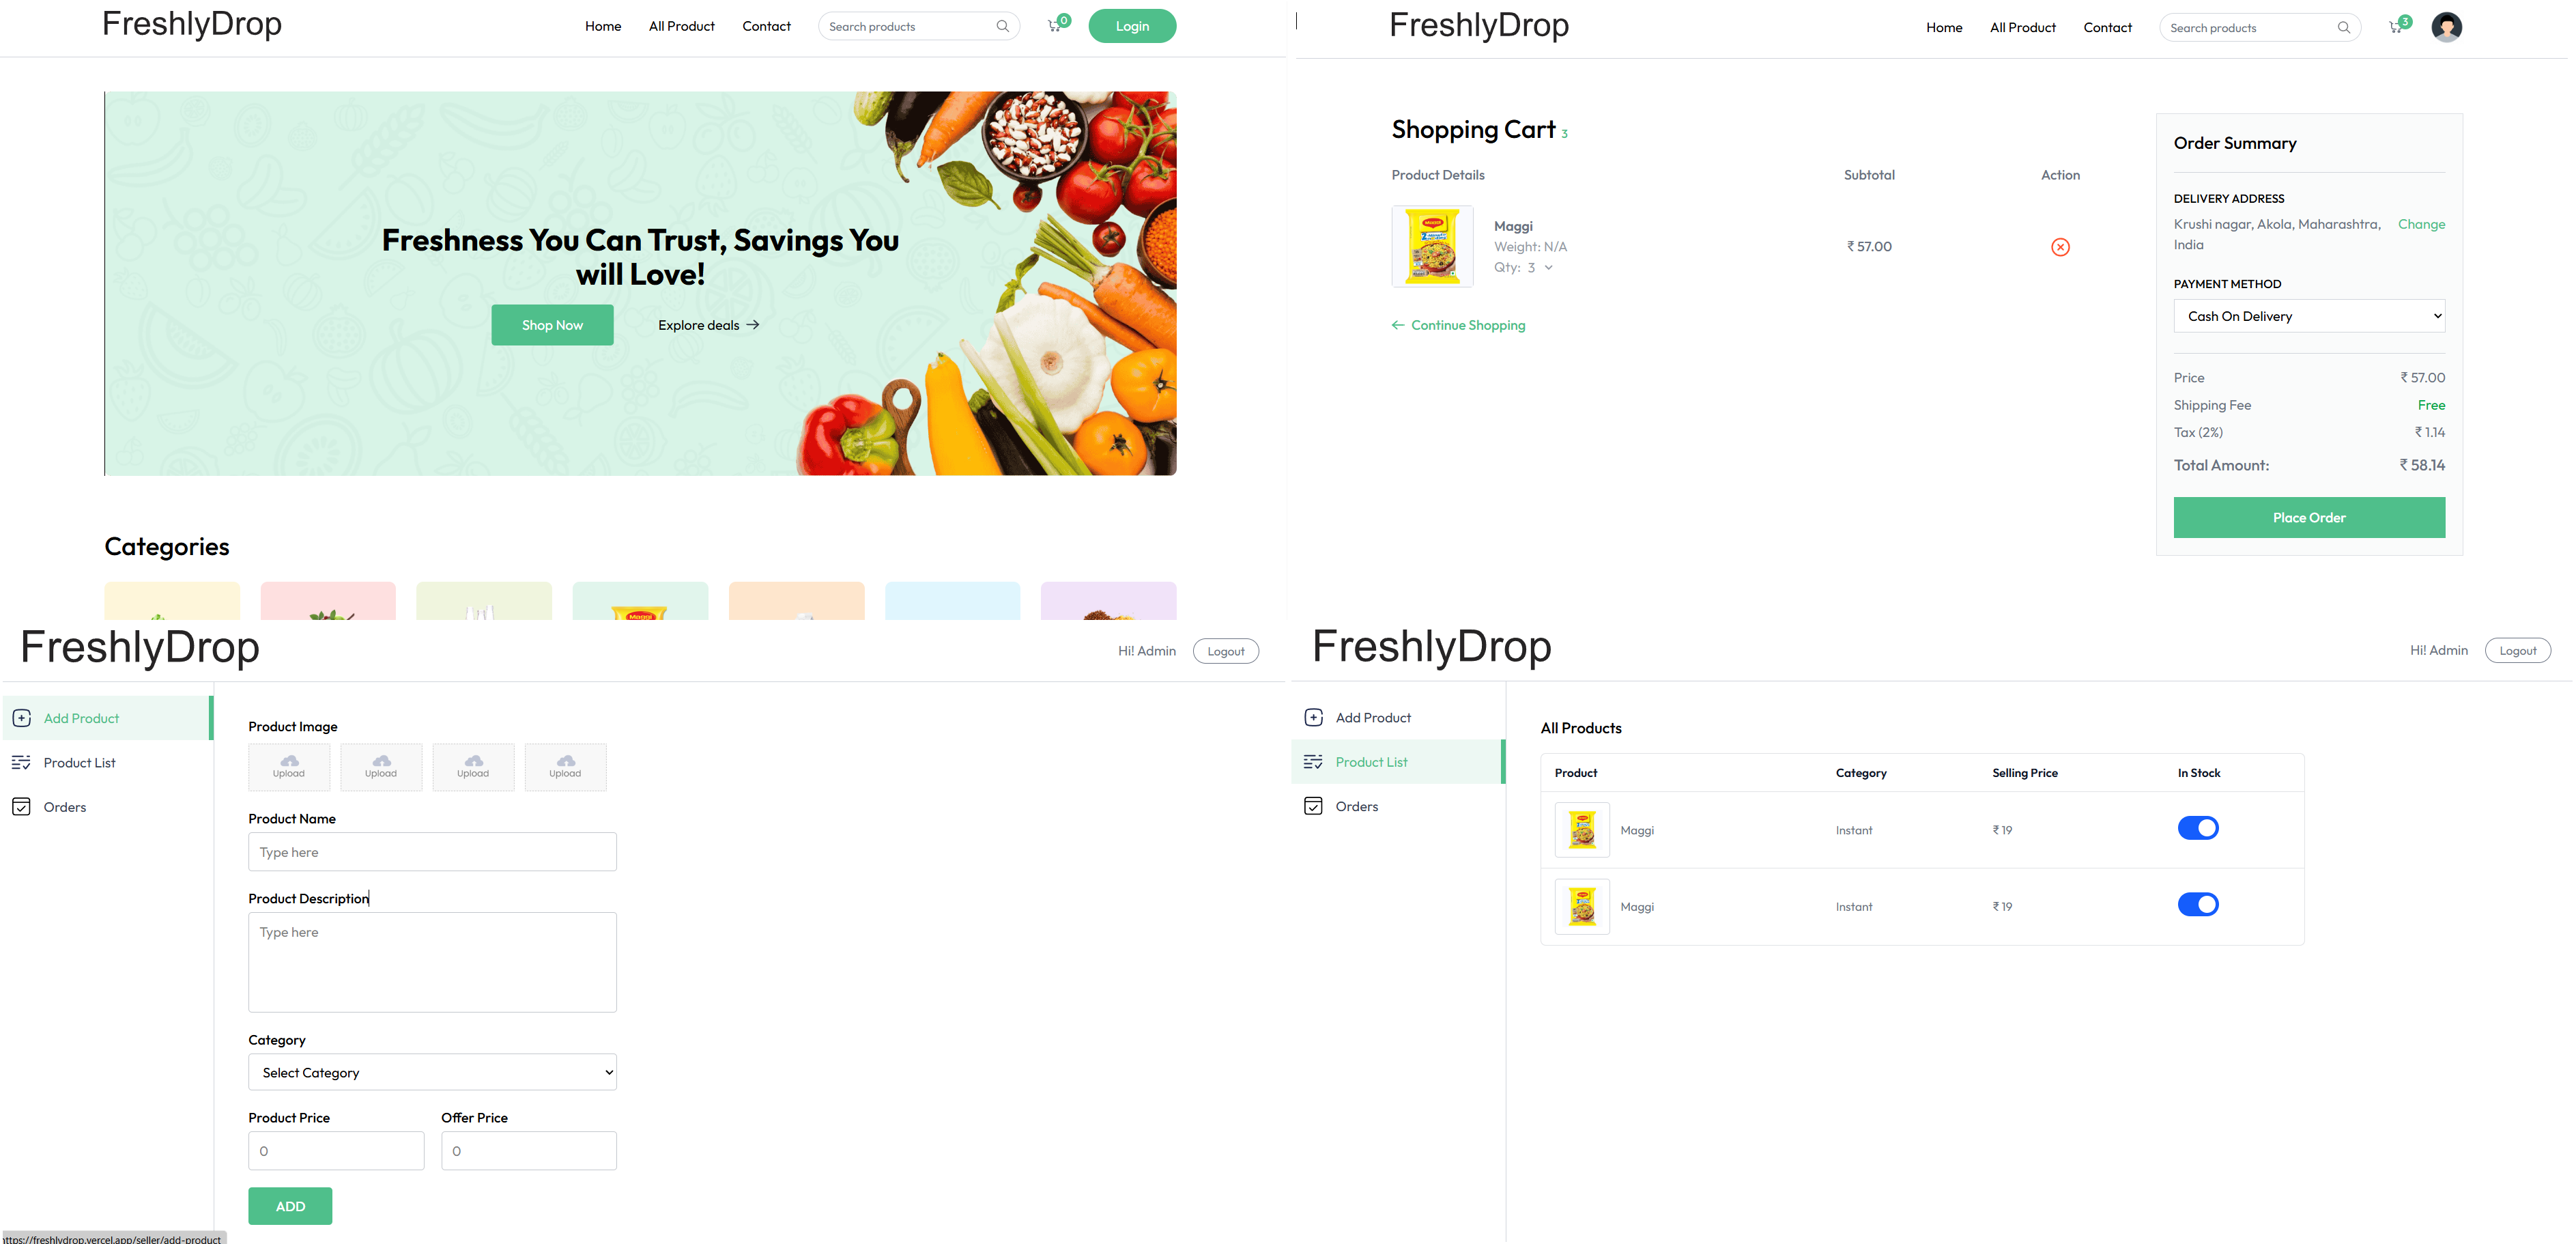 FreshlyDrop
Home All Product Contact Search products 0 Login
Freshness You Can Trust, Savings You
will Love!
Shop Now Explore deals
Categories
Maggi
FreshlyDrop
Home All Product Contact Search products 3
Shopping Cart 3
Product Details Subtotal Action
Maggi
Weight: N/A
Qty: 3
₹ 57.00
Continue Shopping
Order Summary
DELIVERY ADDRESS
Krushi nagar, Akola, Maharashtra, Change
India
PAYMENT METHOD
Cash On Delivery
Price ₹ 57.00
Shipping Fee Free
Tax (2%) ₹ 1.14
Total Amount: ₹ 58.14
Place Order
FreshlyDrop
Hi! Admin Logout
Add Product
Product List
Orders
Product Image
Upload Upload Upload Upload
Product Name
Type here
Product Description
Type here
Category
Select Category
Product Price Offer Price
0 0
ADD
https://freshlydrop.vercel.app/seller/add-product
FreshlyDrop
Hi! Admin Logout
Add Product
Product List
Orders
All Products
Product Category Selling Price In Stock
Maggi Instant ₹ 19
Maggi Instant ₹ 19